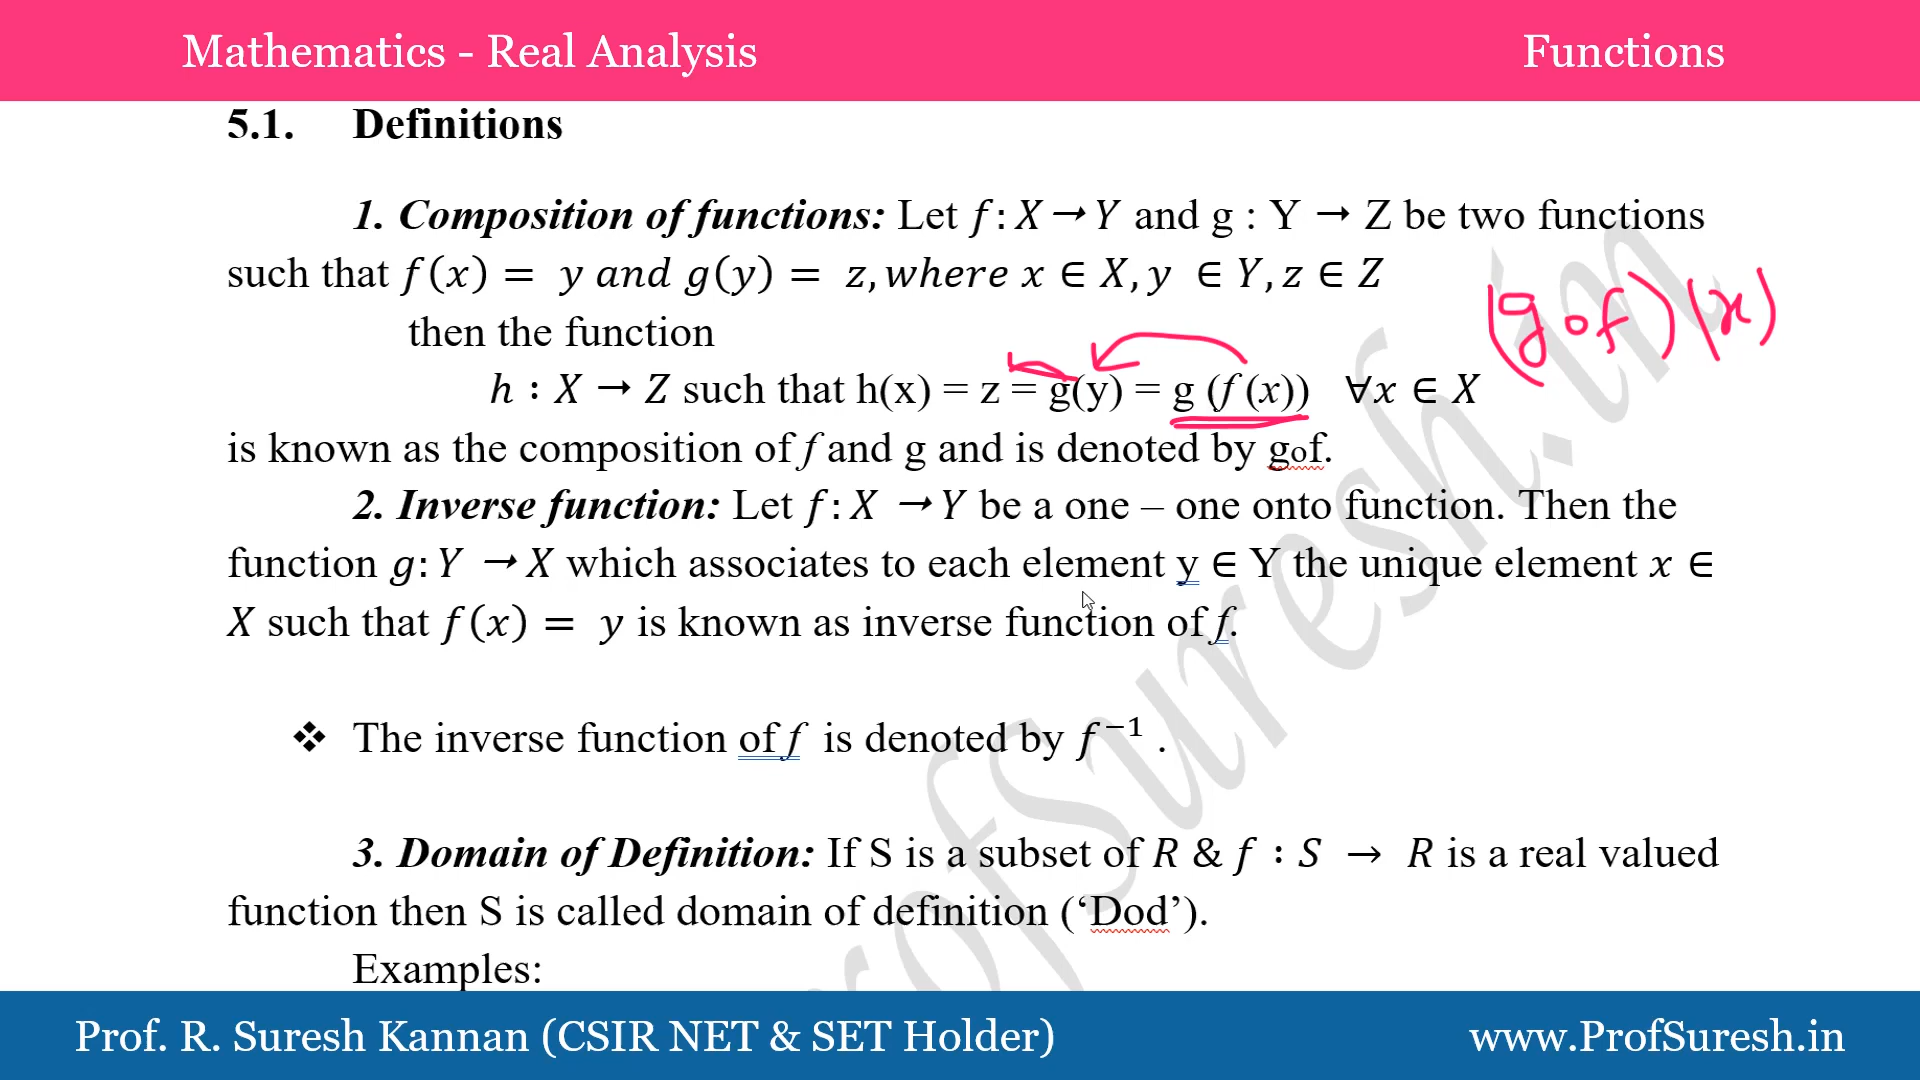 Mathematics - Real Analysis Functions
5.1. Definitions
1. Composition of functions: Let f: X → Y and g : Y → Z be two functions
such that f(x) = y and g(y) = z, where x ∈ X, y ∈ Y, z ∈ Z
(gof)(x)
then the function
h : X → Z such that h(x) = z = g(y) = g (f (x)) ∀x ∈ X
is known as the composition of f and g and is denoted by gof.
2. Inverse function: Let f: X → Y be a one – one onto function. Then the
function g: Y → X which associates to each element y ∈ Y the unique element x ∈
X such that f(x) = y is known as inverse function of f.
❖ The inverse function of f is denoted by f⁻¹ .
3. Domain of Definition: If S is a subset of R & f : S → R is a real valued
function then S is called domain of definition (‘Dod’).
Examples:
ProfSuresh.in
Prof. R. Suresh Kannan (CSIR NET & SET Holder) www.ProfSuresh.in